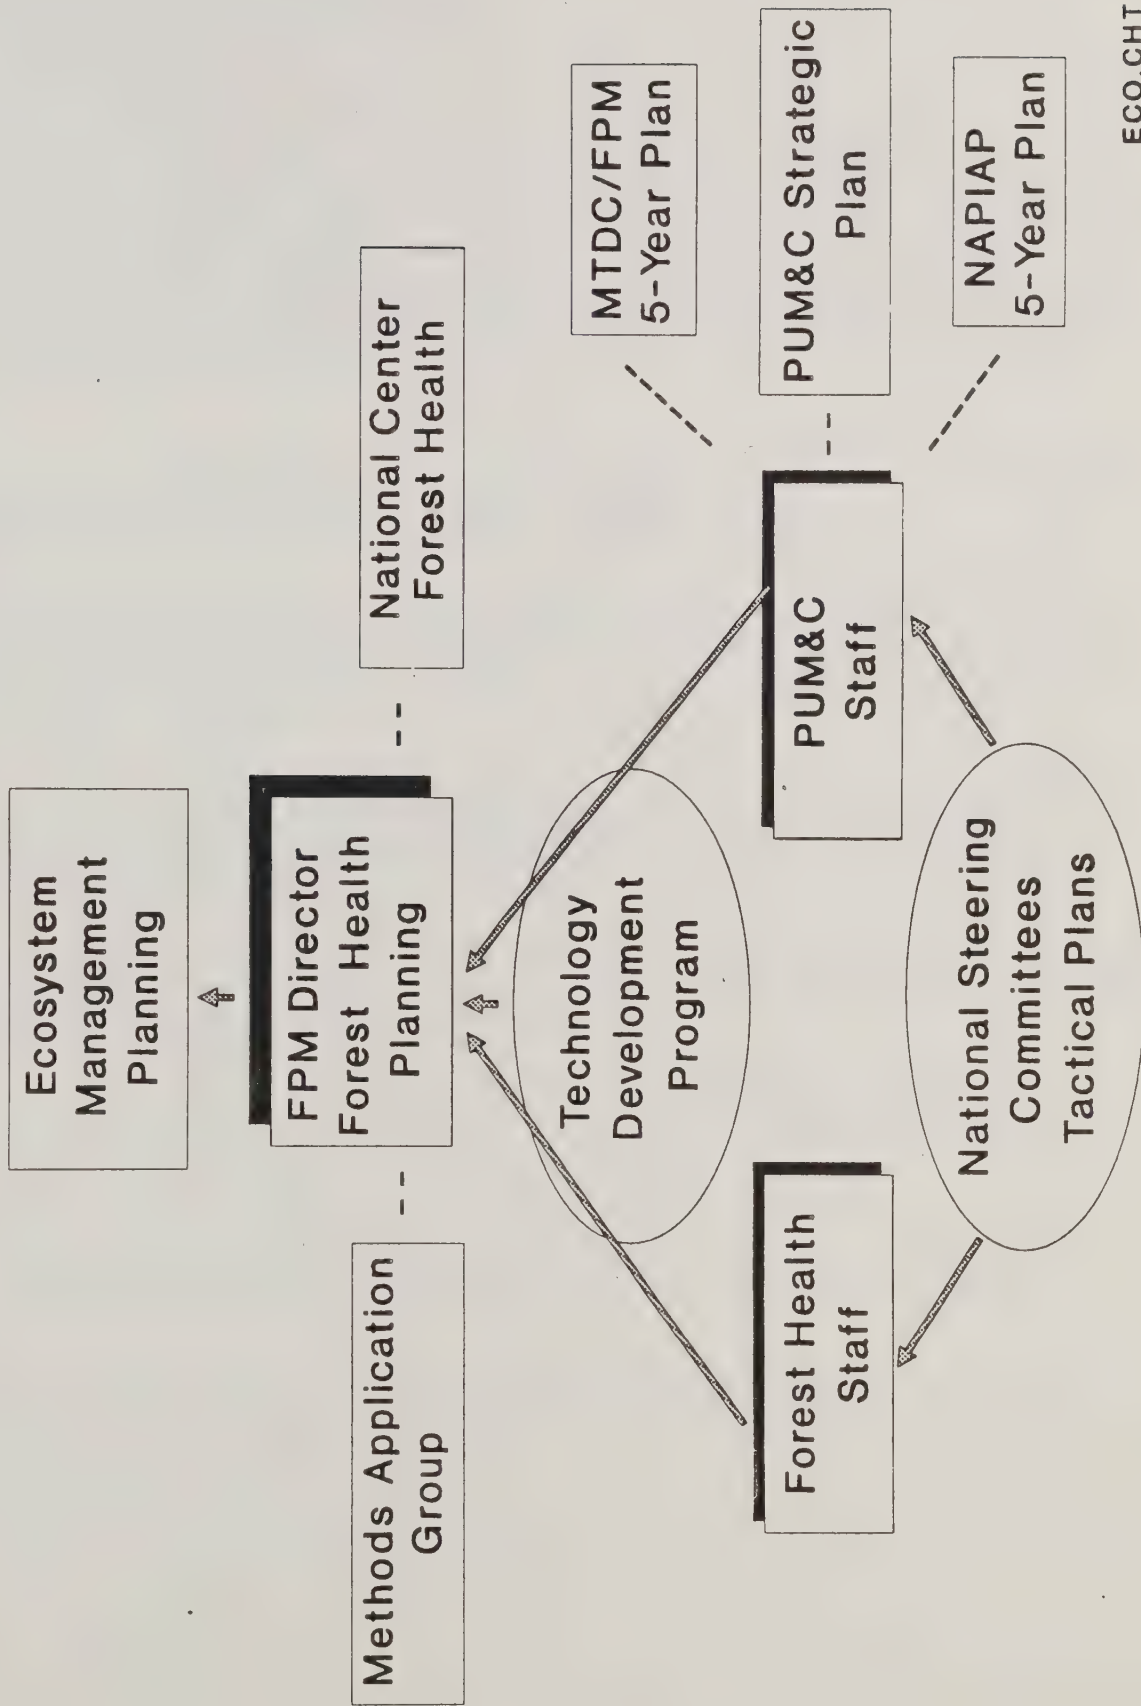 Ecosystem
Management
Planning
FPM Director
Forest Health
Planning
Methods Application
Group
National Center
Forest Health
Technology
Development
Program
Forest Health
Staff
PUM&C
Staff
MTDC/FPM
5-Year Plan
PUM&C Strategic
Plan
NAPIAP
5-Year Plan
National Steering
Committees
Tactical Plans
ECO.CHT